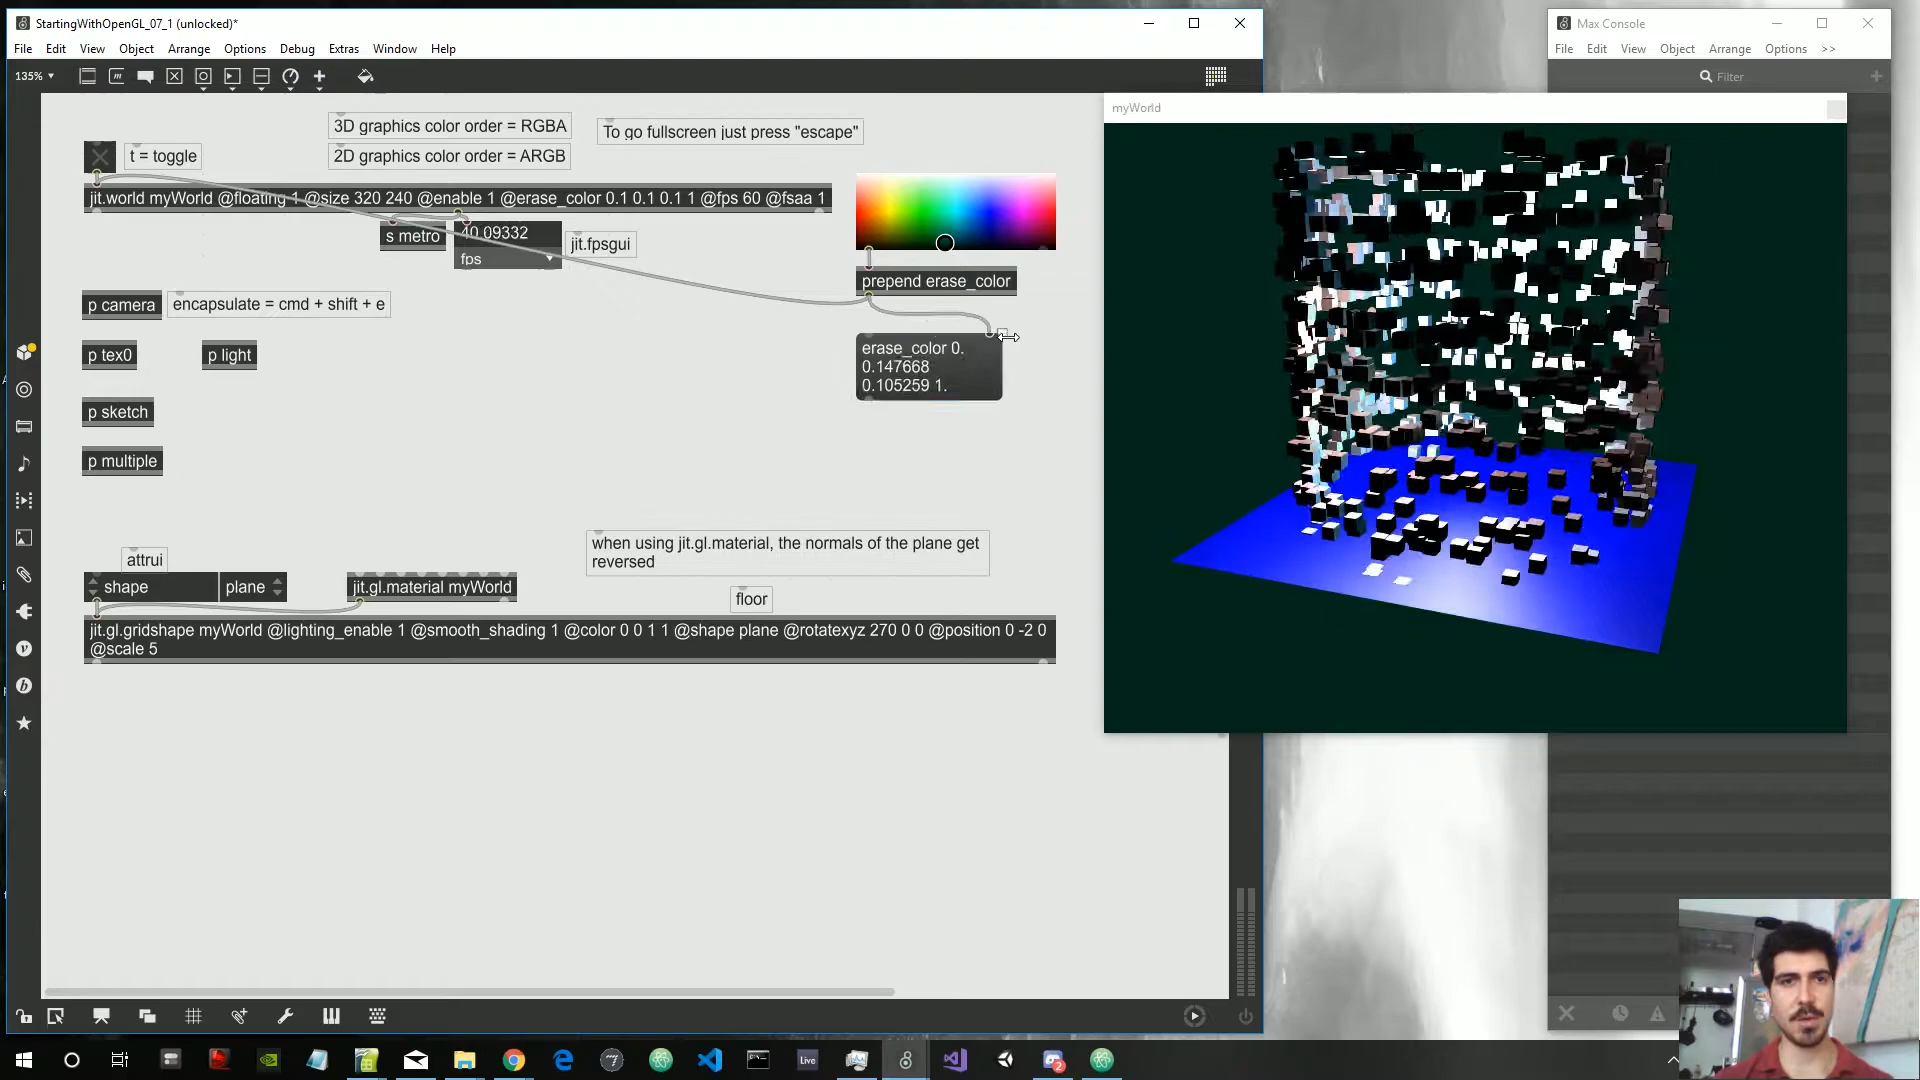 StartingWithOpenGL_07_1 (unlocked)*
File Edit View Object Arrange Options Debug Extras Window Help
135%
3D graphics color order = RGBA
To go fullscreen just press "escape"
t = toggle
2D graphics color order = ARGB
jit.world myWorld @floating 1 @size 320 240 @enable 1 @erase_color 0.1 0.1 0.1 1 @fps 60 @fsaa 1
s metro
40.09332
fps
jit.fpsgui
prepend erase_color
p camera
encapsulate = cmd + shift + e
p tex0
p light
erase_color 0.
0.147668
0.105259 1.
p sketch
p multiple
when using jit.gl.material, the normals of the plane get
reversed
attrui
shape
plane
jit.gl.material myWorld
floor
jit.gl.gridshape myWorld @lighting_enable 1 @smooth_shading 1 @color 0 0 1 1 @shape plane @rotatexyz 270 0 0 @position 0 -2 0
@scale 5
myWorld
Max Console
File Edit View Object Arrange Options >>
Filter
Live
2